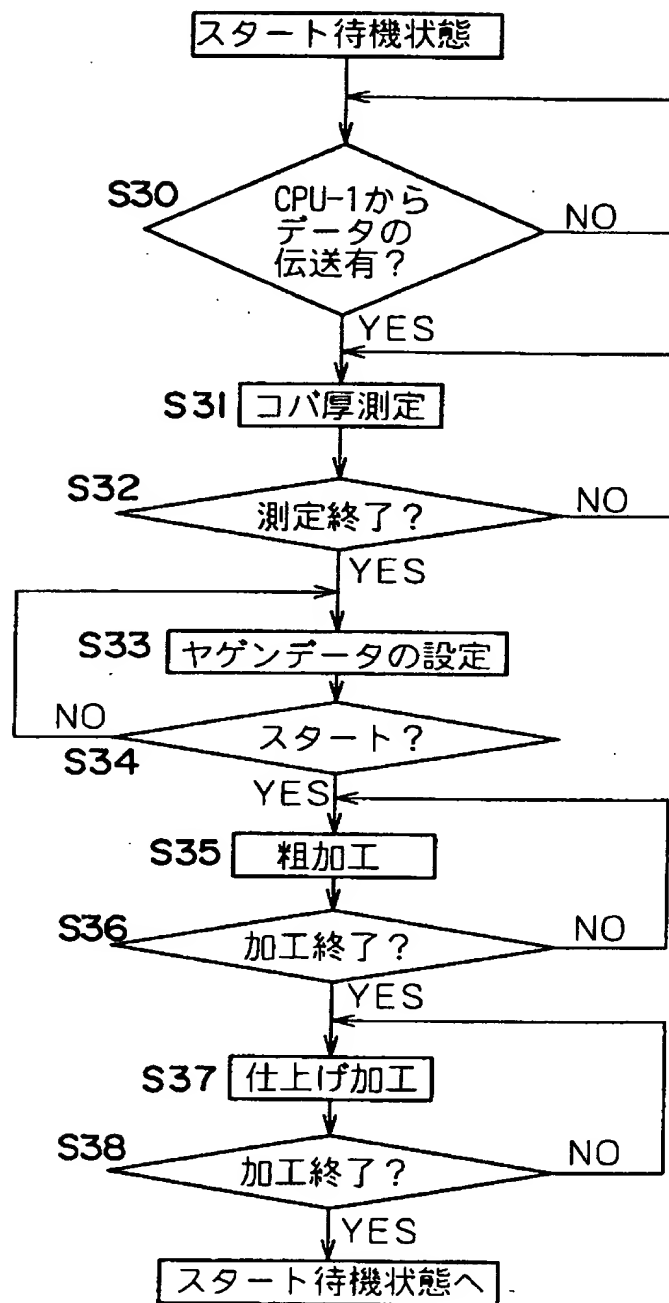 スタート待機状態
S30
CPU-1から
データの
伝送有?
NO
YES
S31
コバ厚測定
S32
測定終了?
NO
YES
S33
ヤゲンデータの設定
NO
スタート?
S34
YES
S35
粗加工
S36
加工終了?
NO
YES
S37
仕上げ加工
S38
加工終了?
NO
YES
スタート待機状態へ